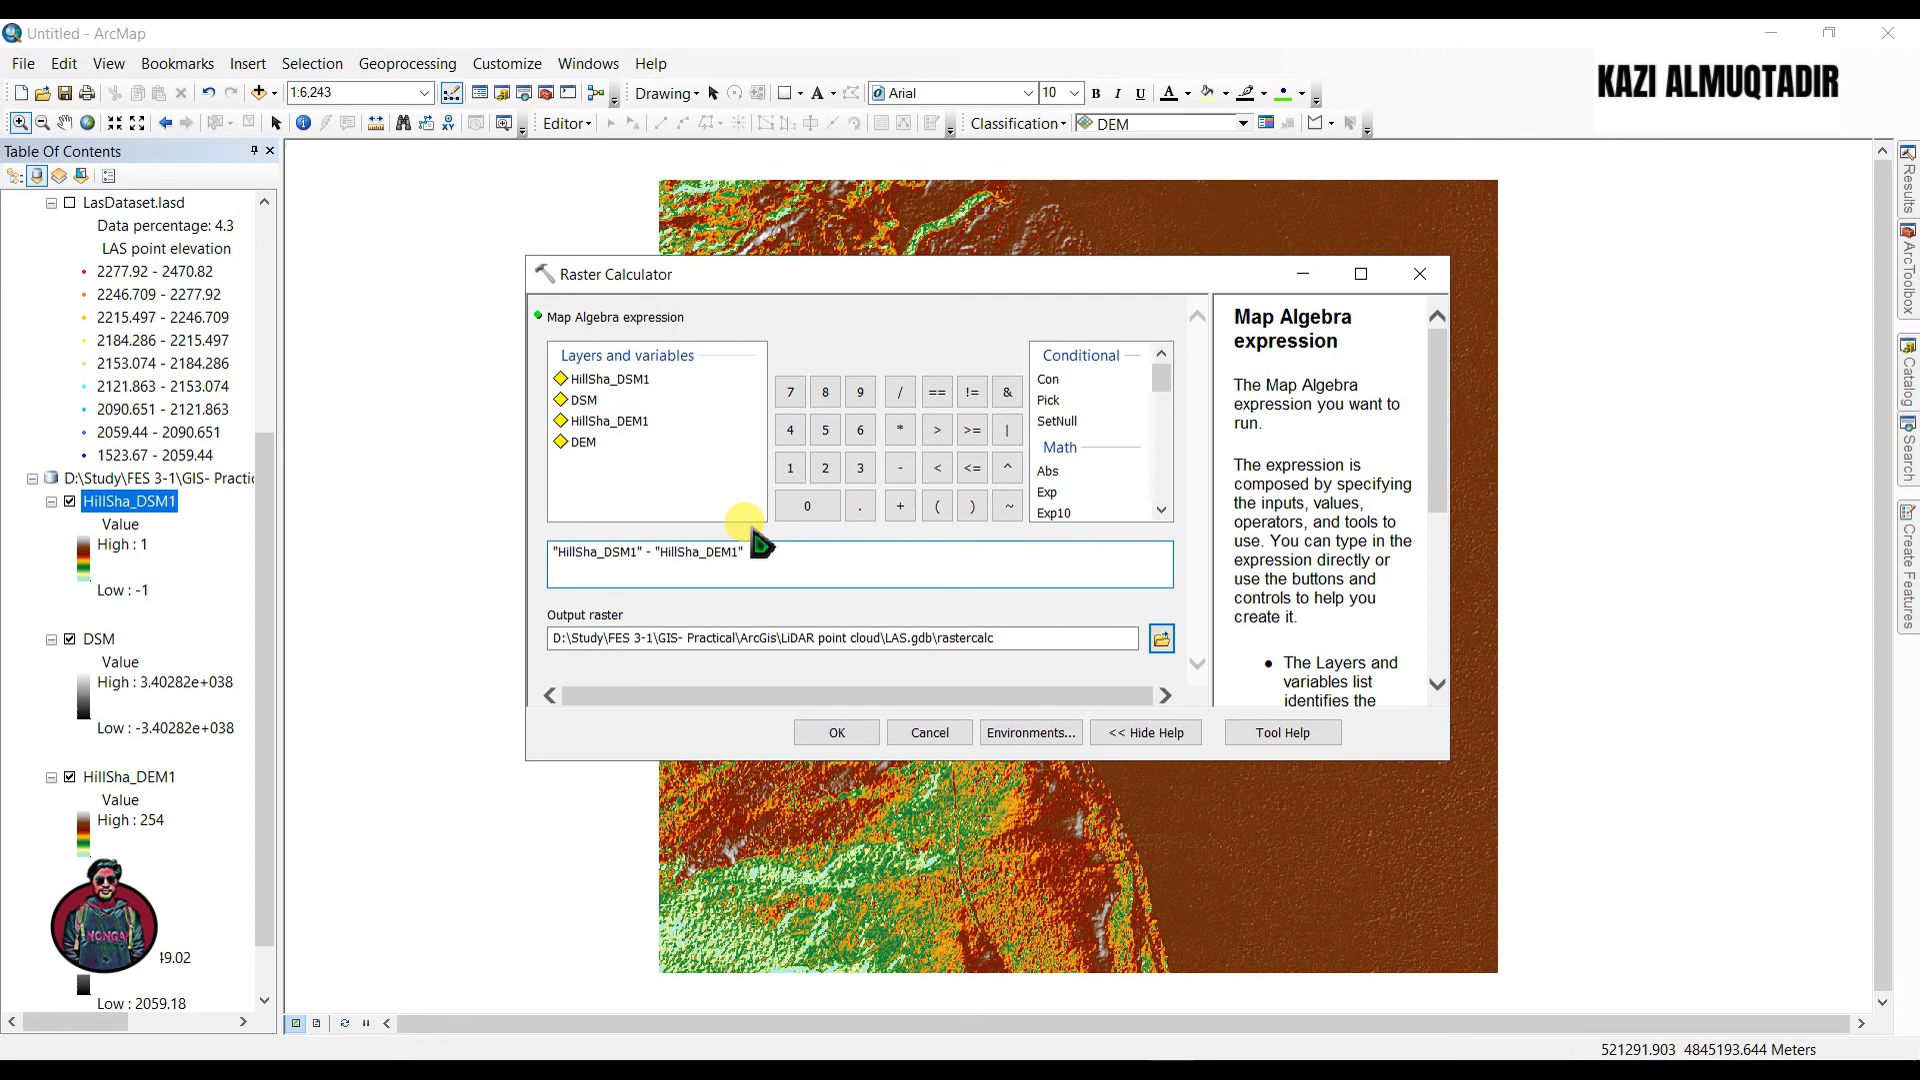 Untitled - ArcMap
File Edit View Bookmarks Insert Selection Geoprocessing Customize Windows Help
KAZI ALMUQTADIR
1:6,243 Drawing Arial 10 B I U A
Editor Classification DEM
Table Of Contents
LasDataset.lasd
Data percentage: 4.3
LAS point elevation
2277.92 - 2470.82
2246.709 - 2277.92
2215.497 - 2246.709
2184.286 - 2215.497
2153.074 - 2184.286
2121.863 - 2153.074
2090.651 - 2121.863
2059.44 - 2090.651
1523.67 - 2059.44
D:\Study\FES 3-1\GIS- Practic
HillSha_DSM1
Value
High : 1
Low : -1
DSM
Value
High : 3.40282e+038
Low : -3.40282e+038
HillSha_DEM1
Value
High : 254
NONGAI
49.02
Low : 2059.18
Raster Calculator
Map Algebra expression
Layers and variables
HillSha_DSM1
DSM
HillSha_DEM1
DEM
7 8 9 / == != &
4 5 6 * > >= |
1 2 3 - < <= ^
0 . + ( ) ~
Conditional
Con
Pick
SetNull
Math
Abs
Exp
Exp10
"HillSha_DSM1" - "HillSha_DEM1"
Output raster
D:\Study\FES 3-1\GIS- Practical\ArcGis\LiDAR point cloud\LAS.gdb\rastercalc
OK Cancel Environments... << Hide Help Tool Help
Map Algebra
expression
The Map Algebra
expression you want to
run.
The expression is
composed by specifying
the inputs, values,
operators, and tools to
use. You can type in the
expression directly or
use the buttons and
controls to help you
create it.
The Layers and
variables list
identifies the
Results
ArcToolbox
Catalog
Search
Create Features
521291.903 4845193.644 Meters